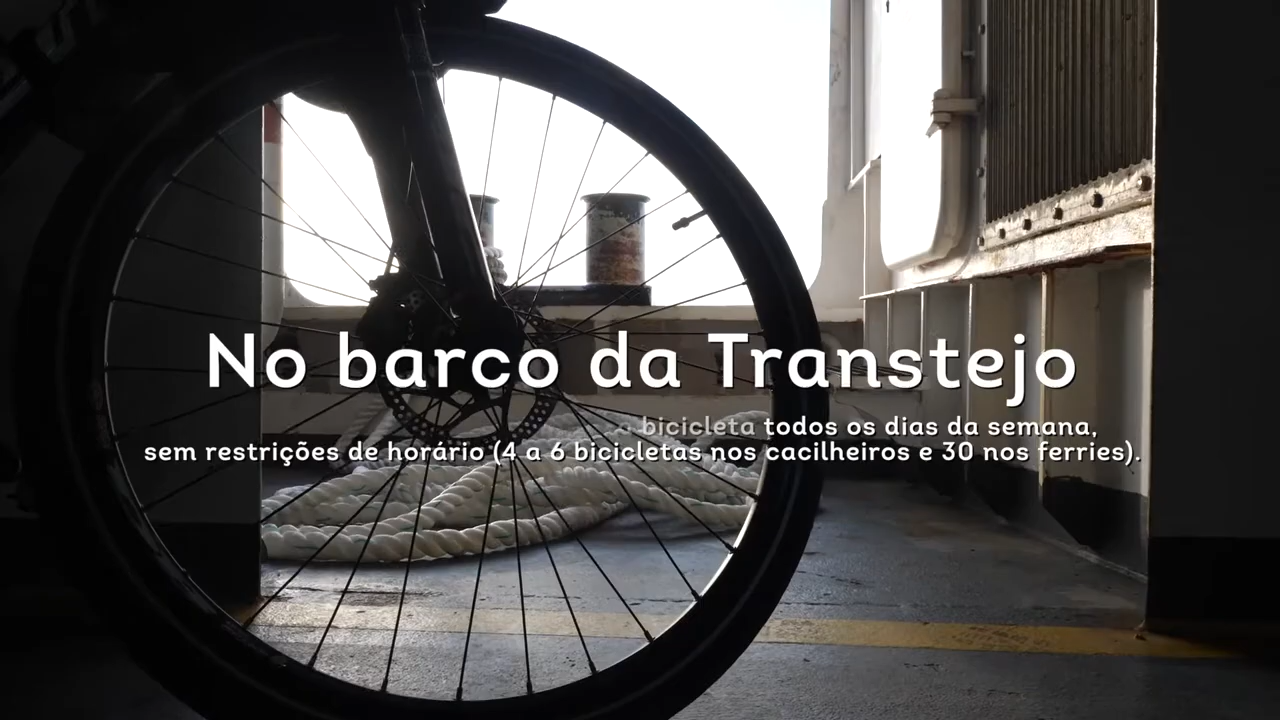 No barco da Transtejo
bicicleta todos os dias da semana,
sem restrições de horário (4 a 6 bicicletas nos cacilheiros e 30 nos ferries).